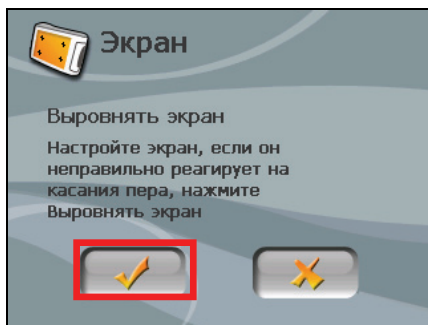 Экран
Выровнять экран
Настройте экран, если он
неправильно реагирует на
касания пера, нажмите
Выровнять экран